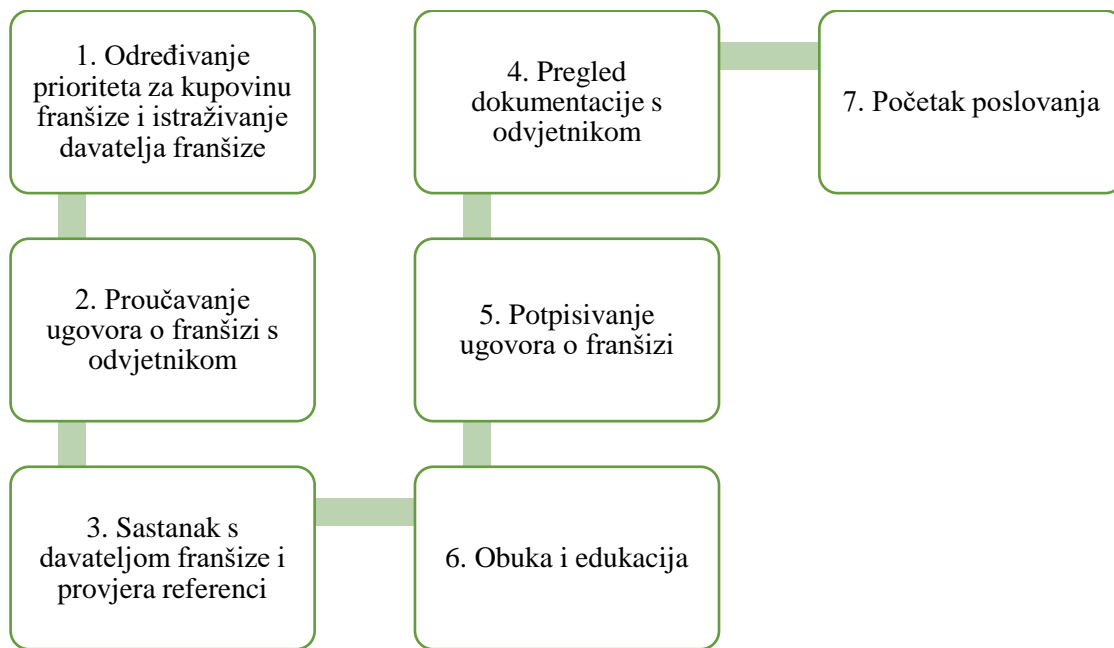 1. Određivanje
prioriteta za kupovinu
franšize i istraživanje
davatelja franšize
2. Proučavanje
ugovora o franšizi s
odvjetnikom
3. Sastanak s
davateljom franšize i
provjera referenci
4. Pregled
dokumentacije s
odvjetnikom
5. Potpisivanje
ugovora o franšizi
6. Obuka i edukacija
7. Početak poslovanja